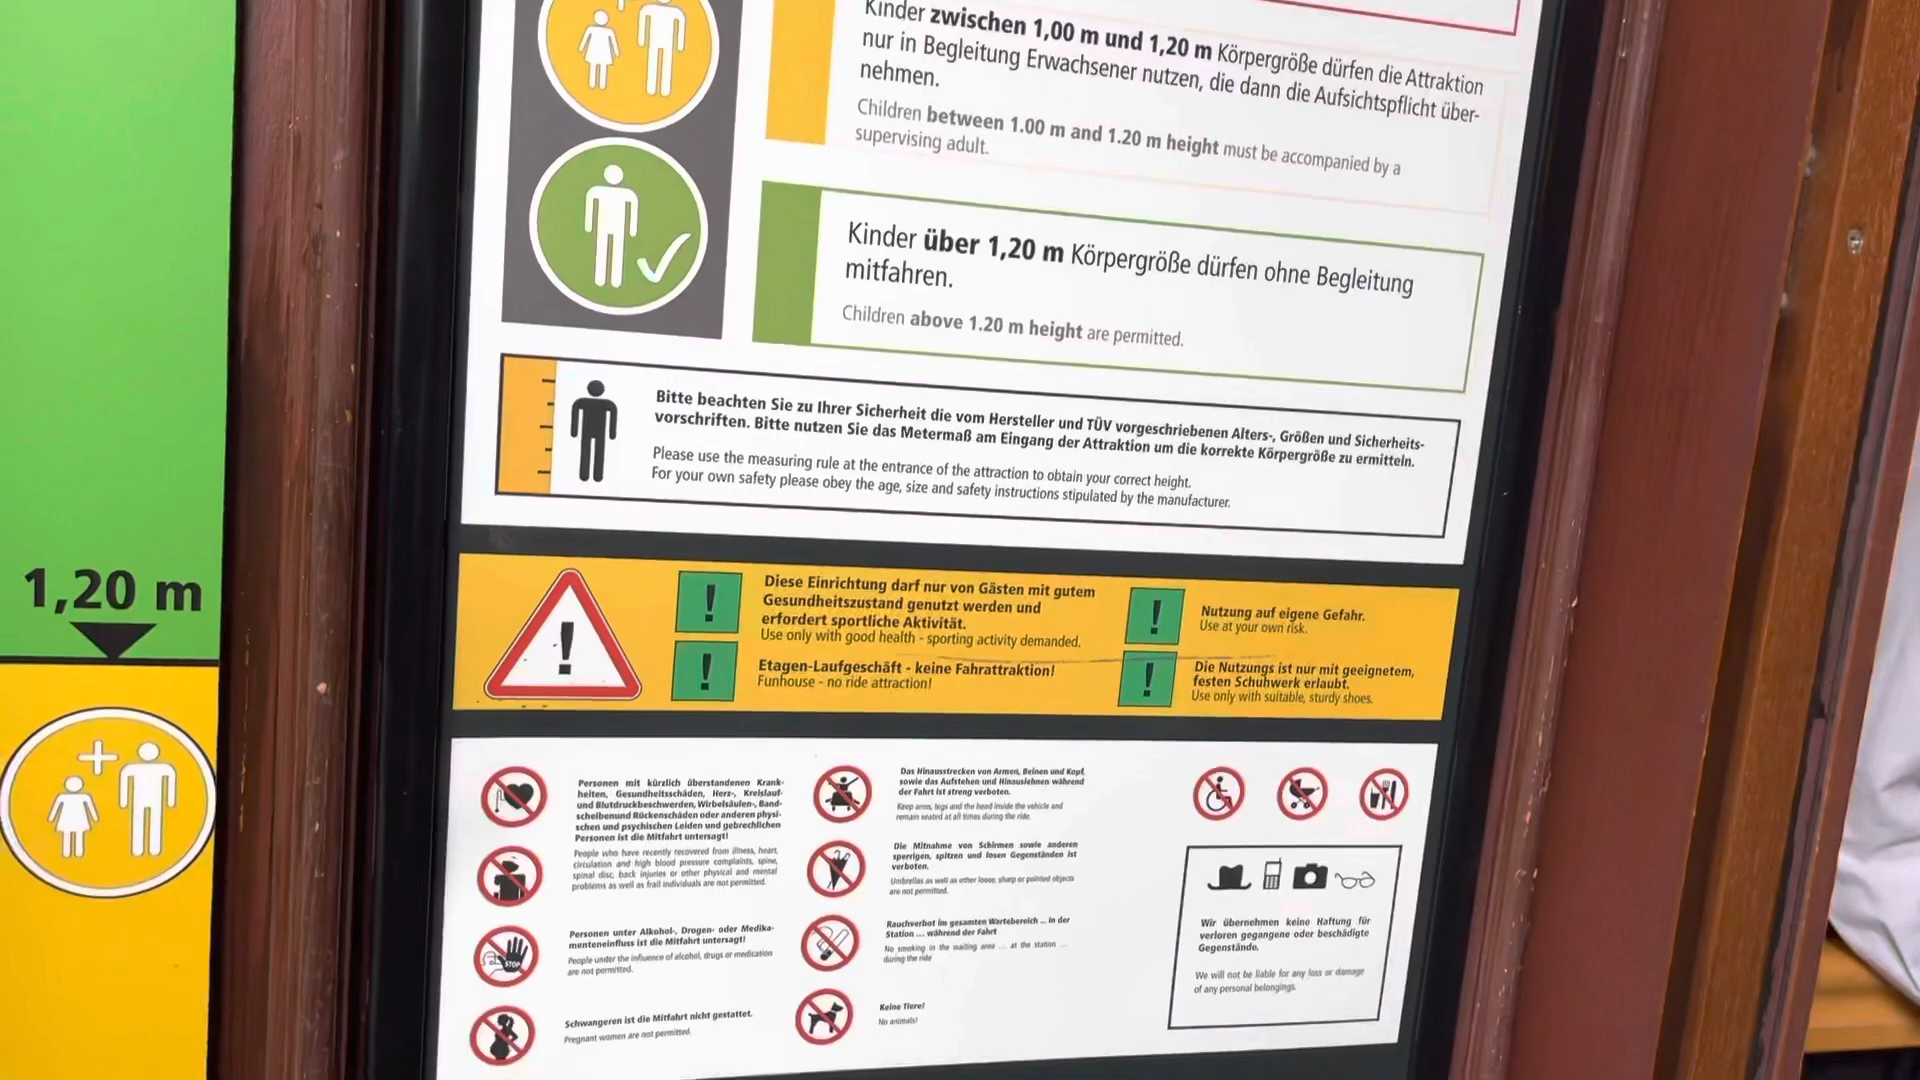 Kinder zwischen 1,00 m und 1,20 m Körpergröße dürfen die Attraktion
nur in Begleitung Erwachsener nutzen, die dann die Aufsichtspflicht über-
nehmen.
Children between 1.00 m and 1.20 m height must be accompanied by a
supervising adult.
Kinder über 1,20 m Körpergröße dürfen ohne Begleitung
mitfahren.
Children above 1.20 m height are permitted.
Bitte beachten Sie zu Ihrer Sicherheit die vom Hersteller und TÜV vorgeschriebenen Alters-, Größen und Sicherheits-
vorschriften. Bitte nutzen Sie das Metermaß am Eingang der Attraktion um die korrekte Körpergröße zu ermitteln.
Please use the measuring rule at the entrance of the attraction to obtain your correct height.
For your own safety please obey the age, size and safety instructions stipulated by the manufacturer.
1,20 m
Diese Einrichtung darf nur von Gästen mit gutem
Gesundheitszustand genutzt werden und
erfordert sportliche Aktivität.
Use only with good health - sporting activity demanded.
Etagen-Laufgeschäft - keine Fahrattraktion!
Funhouse - no ride attraction!
Nutzung auf eigene Gefahr.
Use at your own risk.
Die Nutzungs ist nur mit geeignetem,
festen Schuhwerk erlaubt.
Use only with suitable, sturdy shoes.
Personen mit kürzlich überstandenen Krank-
heiten, Gesundheitsschäden, Herz-, Kreislauf-
und Blutdruckbeschwerden, Wirbelsäulen-, Band-
scheibenund Rückenschäden oder anderen physi-
schen und psychischen Leiden und gebrechlichen
Personen ist die Mitfahrt untersagt!
People who have recently recovered from illness, heart,
circulation and high blood pressure complaints, spine,
spinal disc, back injuries or other physical and mental
problems as well as frail individuals are not permitted.
STOP
Personen unter Alkohol-, Drogen- oder Medika-
menteneinfluss ist die Mitfahrt untersagt!
People under the influence of alcohol, drugs or medication
are not permitted.
Schwangeren ist die Mitfahrt nicht gestattet.
Pregnant women are not permitted.
Das Hinausstrecken von Armen, Beinen und Kopf,
sowie das Aufstehen und Hinauslehnen während
der Fahrt ist streng verboten.
Keep arms, legs and the head inside the vehicle and
remain seated at all times during the ride.
Die Mitnahme von Schirmen sowie anderen
sperrigen, spitzen und losen Gegenständen ist
verboten.
Umbrellas as well as other loose, sharp or pointed objects
are not permitted.
Rauchverbot im gesamten Wartebereich ... in der
Station ... während der Fahrt
No smoking in the waiting area ... at the station ...
during the ride
Keine Tiere!
No animals!
Wir übernehmen keine Haftung für
verloren gegangene oder beschädigte
Gegenstände.
We will not be liable for any loss or damage
of any personal belongings.